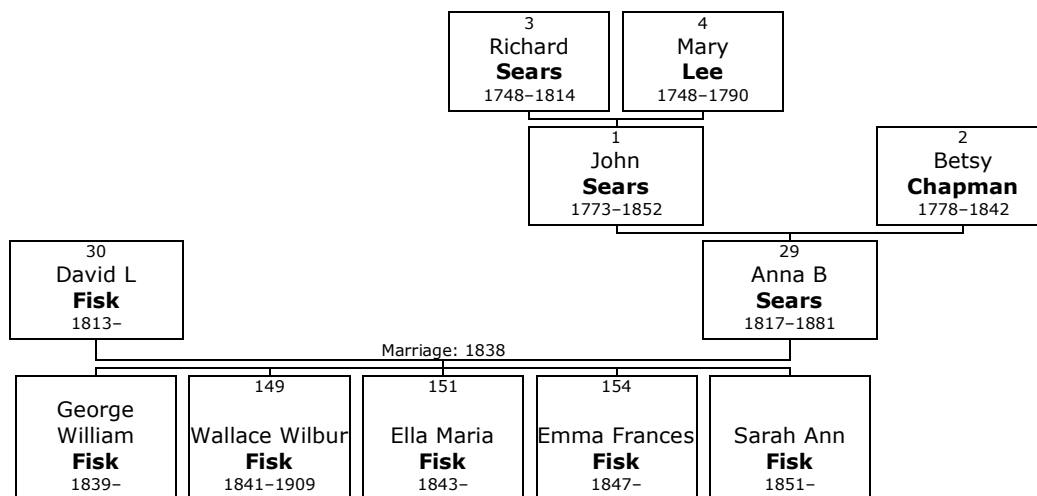 3
Richard
Sears
1748–1814
4
Mary
Lee
1748–1790
1
John
Sears
1773–1852
2
Betsy
Chapman
1778–1842
30
David L
Fisk
1813–
29
Anna B
Sears
1817–1881
Marriage: 1838
George
William
Fisk
1839–
149
Wallace Wilbur
Fisk
1841–1909
151
Ella Maria
Fisk
1843–
154
Emma Frances
Fisk
1847–
Sarah Ann
Fisk
1851–